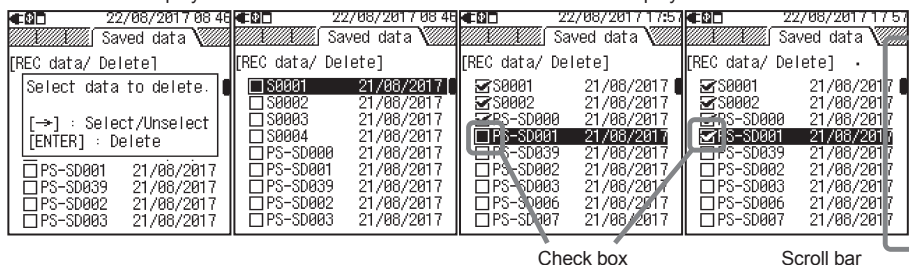 22/08/2017 08 46
Saved data
[REC data/ Delete]
Select data to delete.
[→] : Select/Unselect
[ENTER] : Delete
PS-SD001 21/08/2017
PS-SD039 21/08/2017
PS-SD002 21/08/2017
PS-SD003 21/08/2017
22/08/2017 08 46
Saved data
[REC data/ Delete]
S0001 21/08/2017
S0002 21/08/2017
S0003 21/08/2017
S0004 21/08/2017
PS-SD000 21/08/2017
PS-SD001 21/08/2017
PS-SD039 21/08/2017
PS-SD002 21/08/2017
PS-SD003 21/08/2017
22/08/2017 17:57
Saved data
[REC data/ Delete]
S0001 21/08/2017
S0002 21/08/2017
PS-SD000 21/08/2017
PS-SD001 21/08/2017
PS-SD039 21/08/2017
PS-SD002 21/08/2017
PS-SD003 21/08/2017
PS-SD006 21/08/2017
PS-SD007 21/08/2017
22/08/2017 17 57
Saved data
[REC data/ Delete]
S0001 21/08/2017
S0002 21/08/2017
PS-SD000 21/08/2017
PS-SD001 21/08/2017
PS-SD039 21/08/2017
PS-SD002 21/08/2017
PS-SD003 21/08/2017
PS-SD006 21/08/2017
PS-SD007 21/08/2017
Check box
Scroll bar